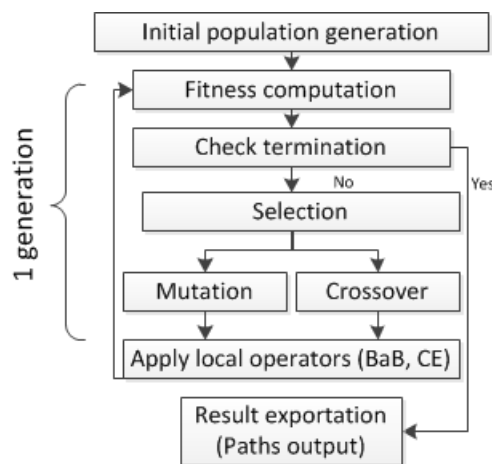 Initial population generation
Fitness computation
Check termination
No
Yes
Selection
1 generation
Mutation
Crossover
Apply local operators (BaB, CE)
Result exportation
(Paths output)